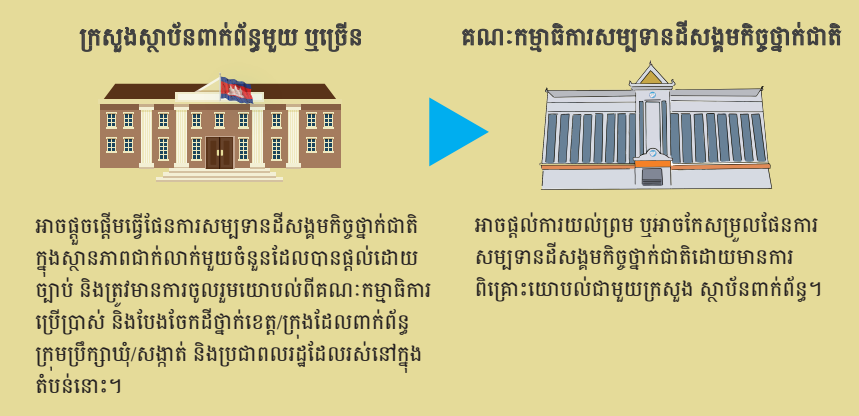 ក្រសួងស្ថាប័នពាក់ព័ន្ធមួយ ឬច្រើន
អាចផ្តួចផ្តើមធ្វើផែនការសម្បទានដីសង្គមកិច្ចថ្នាក់ជាតិ
ក្នុងស្ថានភាពជាក់លាក់មួយចំនួនដែលបានផ្តល់ដោយ
ច្បាប់ និងត្រូវមានការចូលរួមយោបល់ពីគណៈកម្មាធិការ
ប្រើប្រាស់ និងបែងចែកដីថ្នាក់ខេត្ត/ក្រុងដែលពាក់ព័ន្ធ
ក្រុមប្រឹក្សាឃុំ/សង្កាត់ និងប្រជាពលរដ្ឋដែលរស់នៅក្នុង
តំបន់នោះ។
គណៈកម្មាធិការសម្បទានដីសង្គមកិច្ចថ្នាក់ជាតិ
អាចផ្តល់ការយល់ព្រម ឬអាចកែសម្រួលផែនការ
សម្បទានដីសង្គមកិច្ចថ្នាក់ជាតិដោយមានការ
ពិគ្រោះយោបល់ជាមួយក្រសួង ស្ថាប័នពាក់ព័ន្ធ។